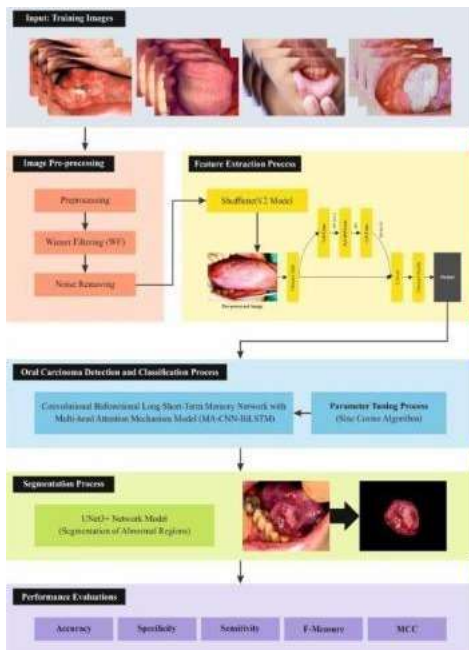 Input: Training Images
Image Pre-processing
Preprocessing
Wiener Filtering (WF)
Noise Removing
Feature Extraction Process
ShuffleNetV2 Model
Pre-processed Image
Output
Oral Carcinoma Detection and Classification Process
Convolutional Bidirectional Long-Short-Term Memory Network with
Multi-head Attention Mechanism Model (MA-CNN-BiLSTM)
Parameter Tuning Process
(Sine Cosine Algorithm)
Segmentation Process
UNet3+ Network Model
(Segmentation of Abnormal Regions)
Performance Evaluations
Accuracy
Specificity
Sensitivity
F-Measure
MCC